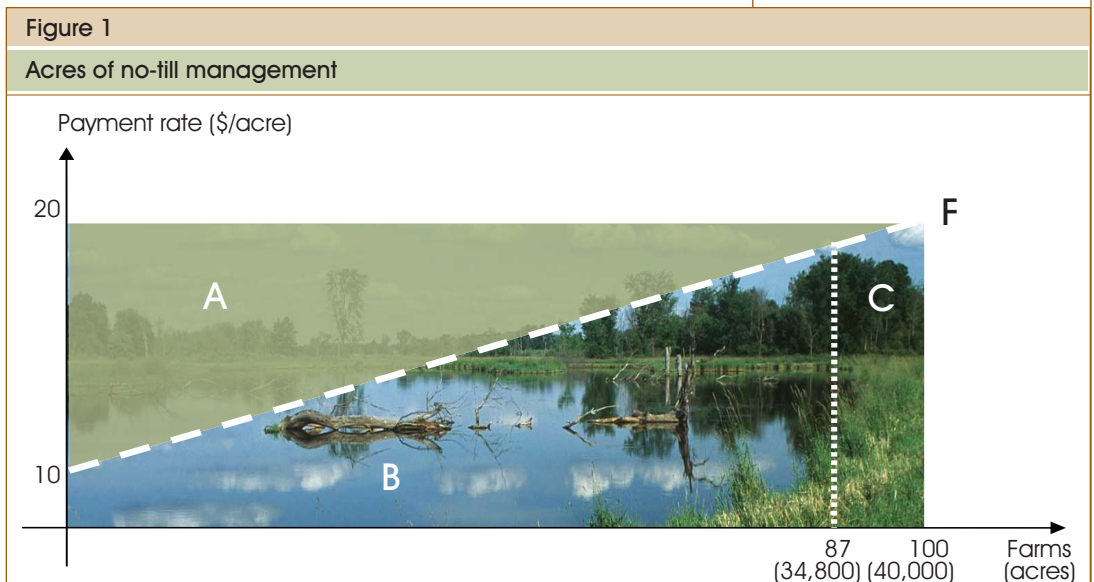 Figure 1
Acres of no-till management
Payment rate ($/acre)
20
F
A
C
10
B
87 100 Farms
(34,800) (40,000) (acres)